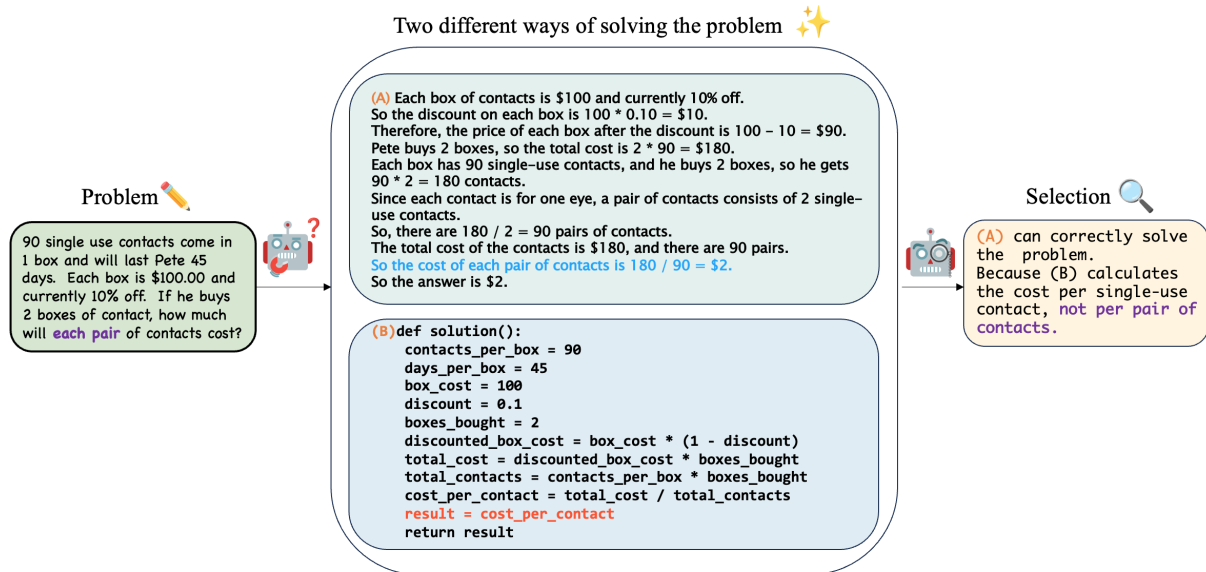 Two different ways of solving the problem
Problem
90 single use contacts come in
1 box and will last Pete 45
days. Each box is $100.00 and
currently 10% off. If he buys
2 boxes of contact, how much
will each pair of contacts cost?
?
(A) Each box of contacts is $100 and currently 10% off.
So the discount on each box is 100 * 0.10 = $10.
Therefore, the price of each box after the discount is 100 – 10 = $90.
Pete buys 2 boxes, so the total cost is 2 * 90 = $180.
Each box has 90 single-use contacts, and he buys 2 boxes, so he gets
90 * 2 = 180 contacts.
Since each contact is for one eye, a pair of contacts consists of 2 single-
use contacts.
So, there are 180 / 2 = 90 pairs of contacts.
The total cost of the contacts is $180, and there are 90 pairs.
So the cost of each pair of contacts is 180 / 90 = $2.
So the answer is $2.
(B)def solution():
contacts_per_box = 90
days_per_box = 45
box_cost = 100
discount = 0.1
boxes_bought = 2
discounted_box_cost = box_cost * (1 - discount)
total_cost = discounted_box_cost * boxes_bought
total_contacts = contacts_per_box * boxes_bought
cost_per_contact = total_cost / total_contacts
result = cost_per_contact
return result
Selection
(A) can correctly solve
the problem.
Because (B) calculates
the cost per single-use
contact, not per pair of
contacts.